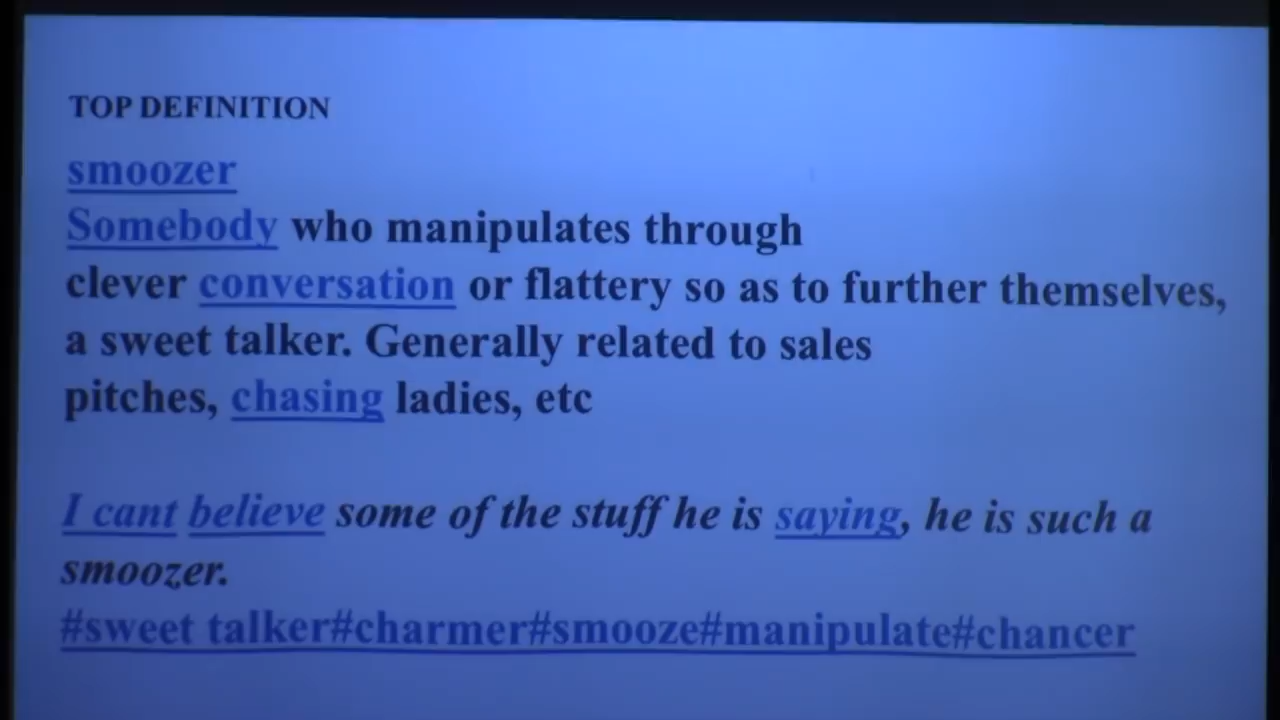 TOP DEFINITION
smoozer
Somebody who manipulates through
clever conversation or flattery so as to further themselves,
a sweet talker. Generally related to sales
pitches, chasing ladies, etc
I cant believe some of the stuff he is saying, he is such a
smoozer.
#sweet talker#charmer#smooze#manipulate#chancer